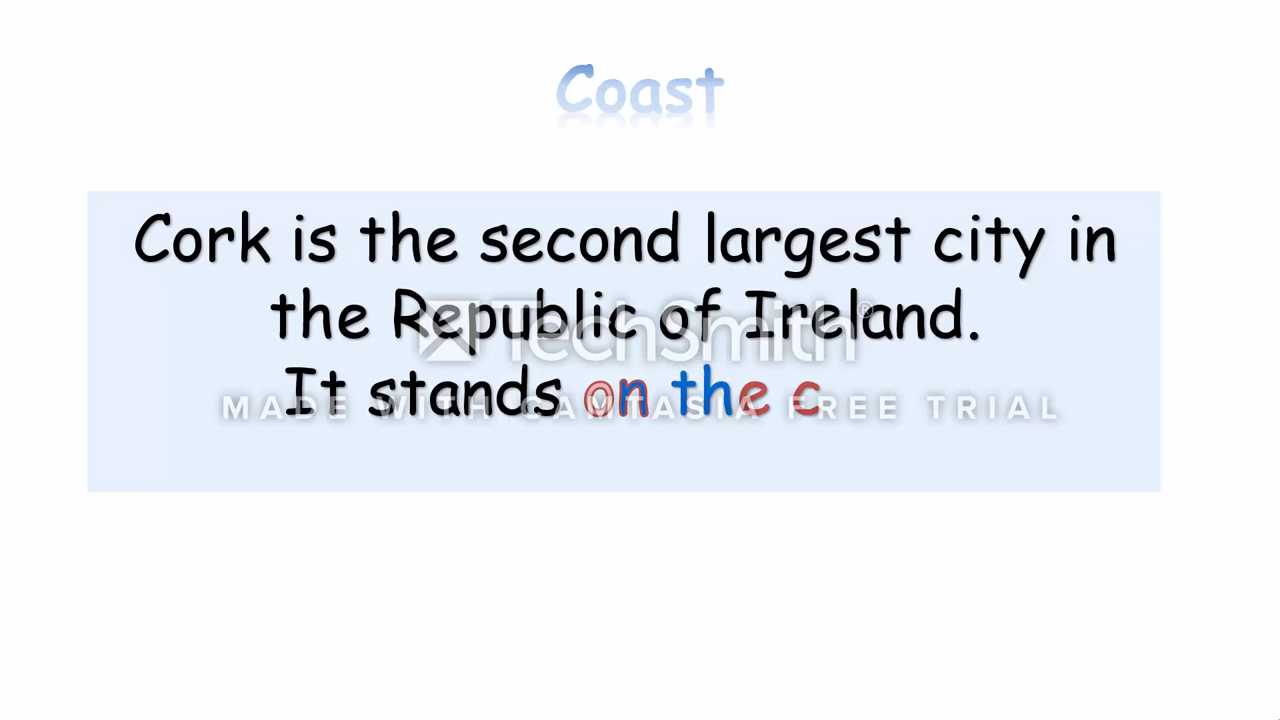 Coast
Cork is the second largest city in
the Republic of Ireland.
TechSmith®
It stands on the c
MADE WITH CAMTASIA FREE TRIAL